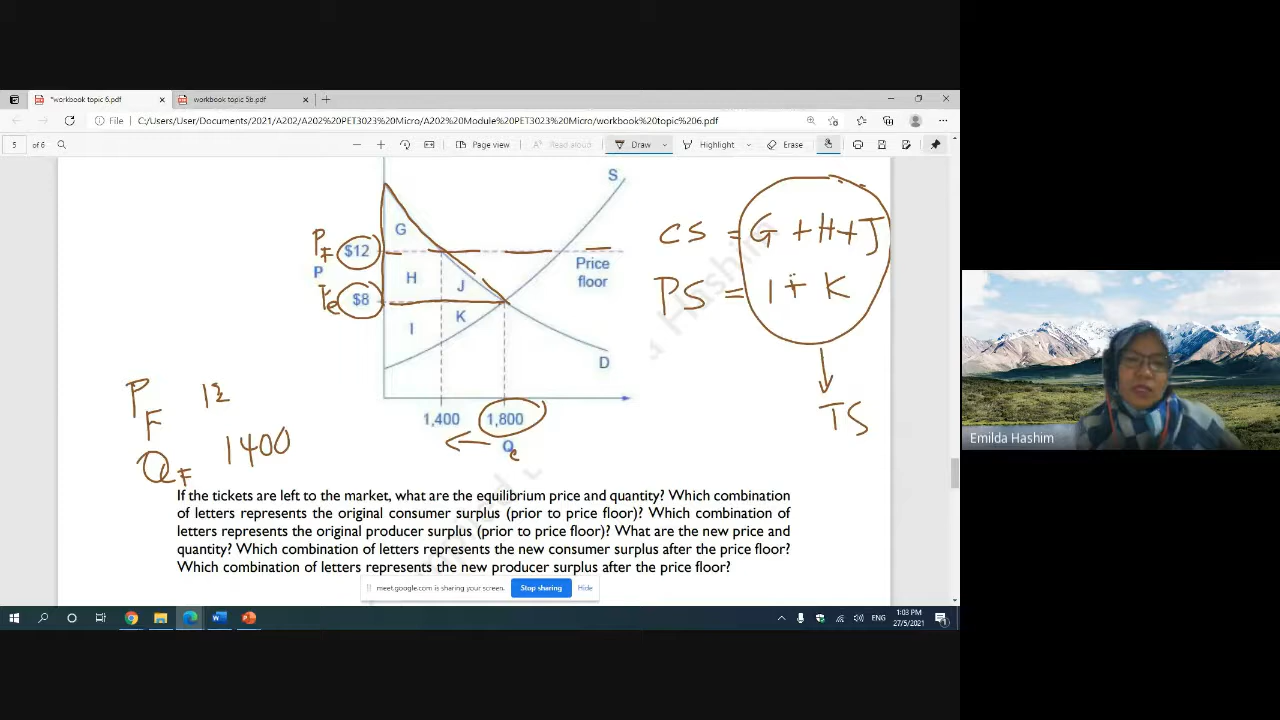 *workbook topic 6.pdf
workbook topic 5b.pdf
File
C:/Users/User/Documents/2021/A202%20PET3023%20Micro/A202%20Module%20PET3023%20Micro/workbook%20topic%206.pdf
5 of 6
Page view
Read aloud
Draw
Highlight
Erase
S
G
PF $12
P
H
J
Price
floor
Pe $8
I
K
D
1,400
1,800
Qe
CS = G + H + J
PS = I + K
TS
PF 12
QF 1400
If the tickets are left to the market, what are the equilibrium price and quantity? Which combination
of letters represents the original consumer surplus (prior to price floor)? Which combination of
letters represents the original producer surplus (prior to price floor)? What are the new price and
quantity? Which combination of letters represents the new consumer surplus after the price floor?
Which combination of letters represents the new producer surplus after the price floor?
meet.google.com is sharing your screen.
Stop sharing
Hide
Emilda Hashim
ENG
1:03 PM
27/5/2021